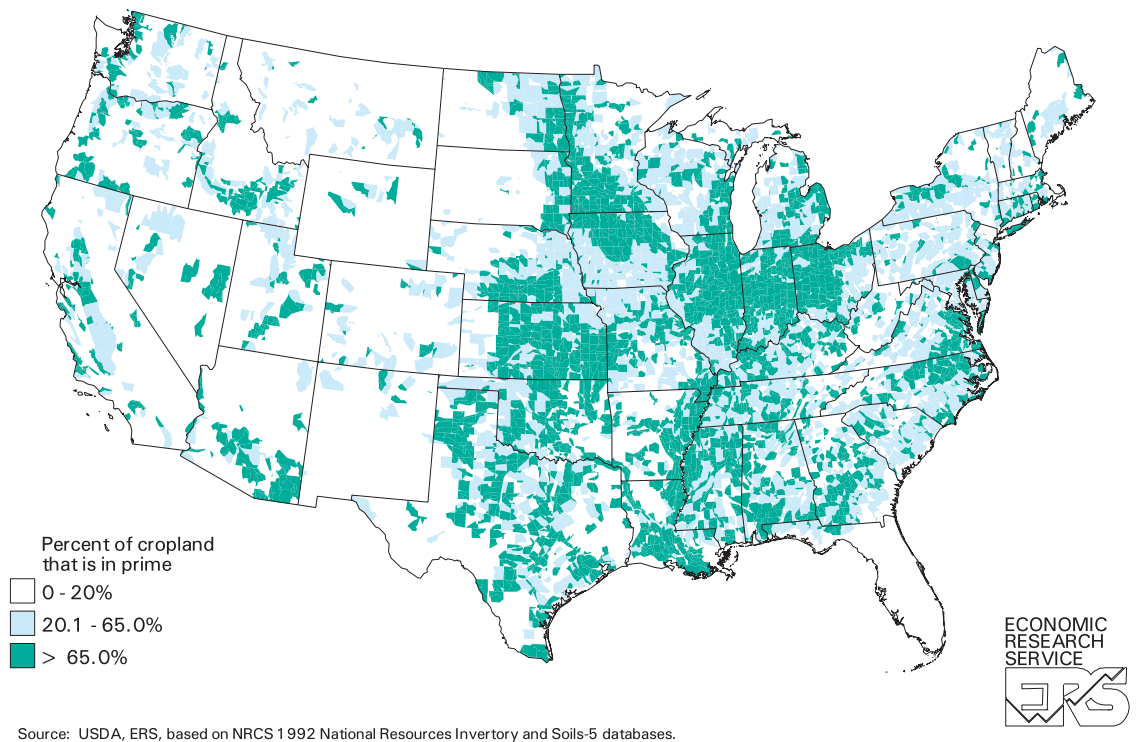 Percent of cropland
that is in prime
0 - 20%
20.1 - 65.0%
> 65.0%
ECONOMIC
RESEARCH
SERVICE
ERS
Source: USDA, ERS, based on NRCS 1992 National Resources Invertory and Soils-5 databases.